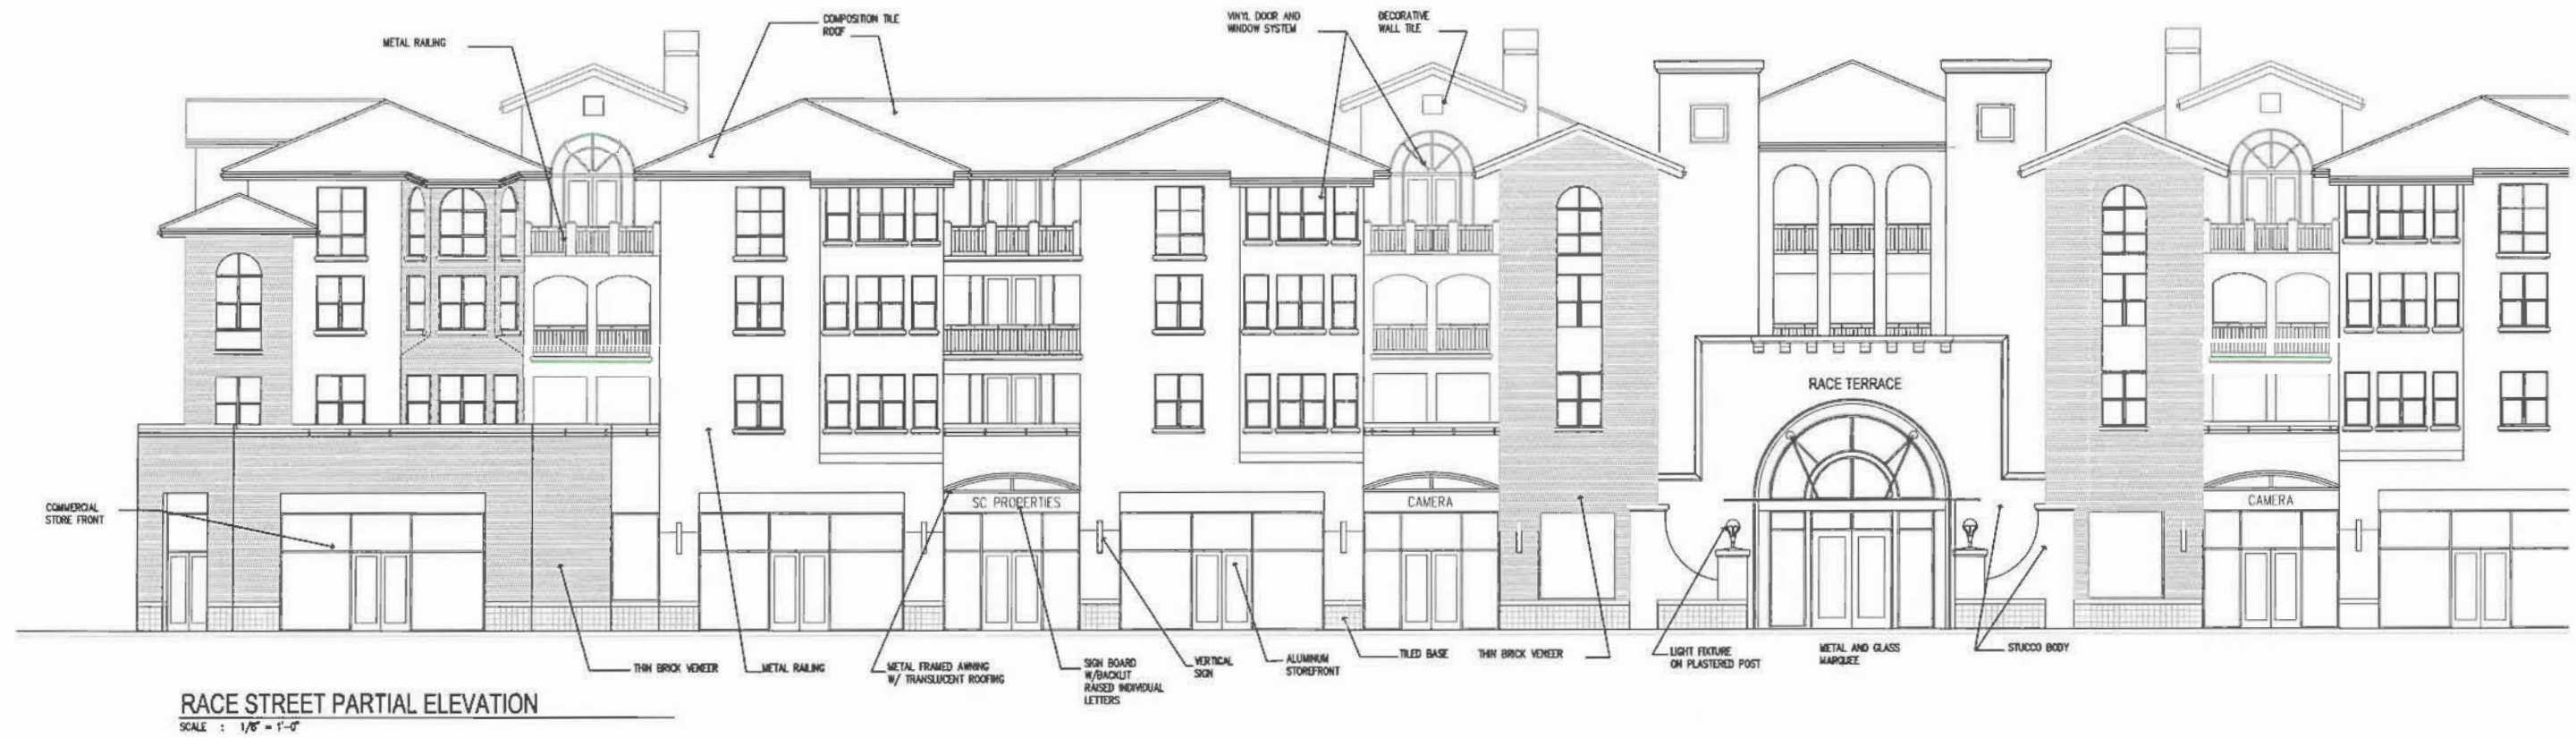 METAL RAILING
COMPOSITION TILE
ROOF
VINYL DOOR AND
WINDOW SYSTEM
DECORATIVE
WALL TILE
RACE TERRACE
COMMERCIAL
STORE FRONT
SC PROPERTIES
CAMERA
CAMERA
THIN BRICK VENEER
METAL RAILING
METAL FRAMED AWNING
W/ TRANSLUCENT ROOFING
SIGN BOARD
W/BACKLIT
RAISED INDIVIDUAL
LETTERS
VERTICAL
SIGN
ALUMINUM
STOREFRONT
TILED BASE
THIN BRICK VENEER
LIGHT FIXTURE
ON PLASTERED POST
METAL AND GLASS
MARQUEE
STUCCO BODY
RACE STREET PARTIAL ELEVATION
SCALE : 1/8" = 1'-0"